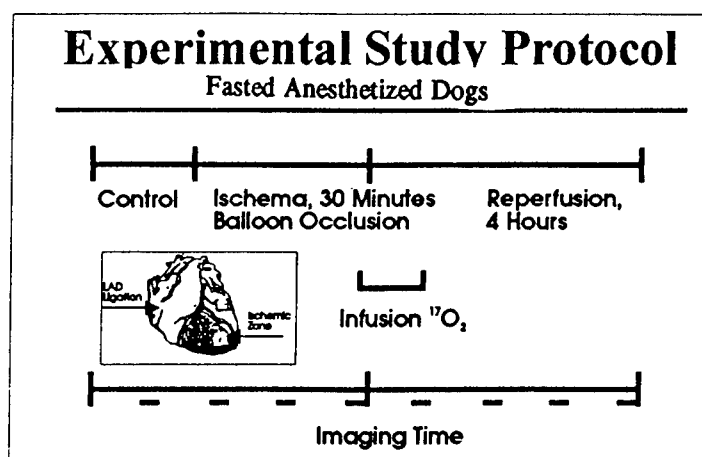 Experimental Study Protocol
Fasted Anesthetized Dogs
Control
Ischema, 30 Minutes
Balloon Occlusion
Reperfusion,
4 Hours
LAD
Ligation
Ischemic
Zone
Infusion ¹⁷O₂
Imaging Time